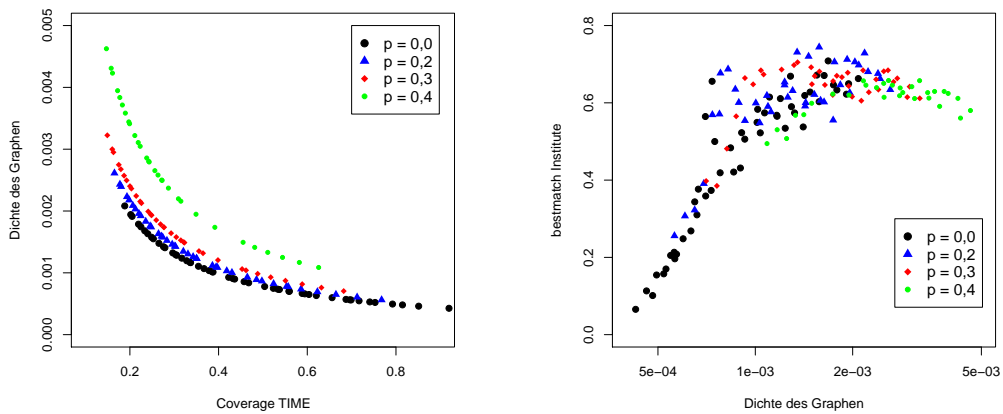 Dichte des Graphen
0.000
0.001
0.002
0.003
0.004
0.005
p = 0,0
p = 0,2
p = 0,3
p = 0,4
0.2
0.4
0.6
0.8
Coverage TIME
bestmatch Institute
0.0
0.2
0.4
0.6
0.8
p = 0,0
p = 0,2
p = 0,3
p = 0,4
5e−04
1e−03
2e−03
5e−03
Dichte des Graphen